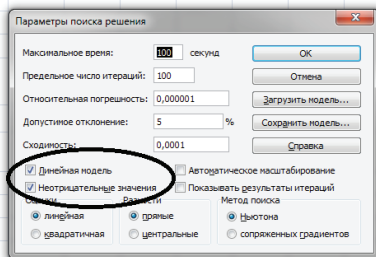 Параметры поиска решения
Максимальное время: 100 секунд OK
Предельное число итераций: 100 Отмена
Относительная погрешность: 0,000001 Загрузить модель...
Допустимое отклонение: 5 % Сохранить модель...
Сходимость: 0,0001 Справка
Линейная модель Автоматическое масштабирование
Неотрицательные значения Показывать результаты итераций
Оценки Разности Метод поиска
линейная прямые Ньютона
квадратичная центральные сопряженных градиентов